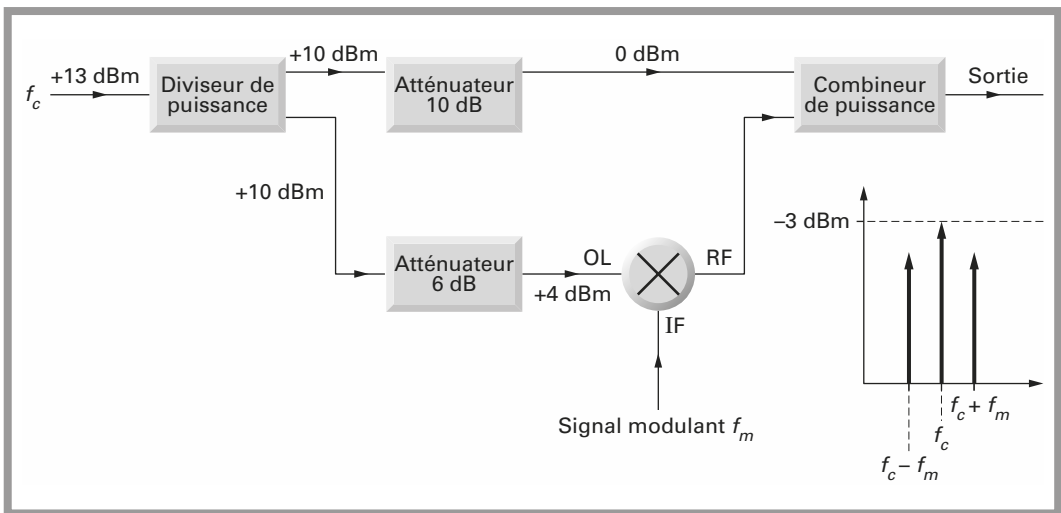 +10 dBm
0 dBm
+13 dBm
f_c
Diviseur de
puissance
Atténuateur
10 dB
Combineur
de puissance
Sortie
+10 dBm
–3 dBm
Atténuateur
6 dB
OL
+4 dBm
RF
IF
Signal modulant f_m
f_c + f_m
f_c
f_c – f_m